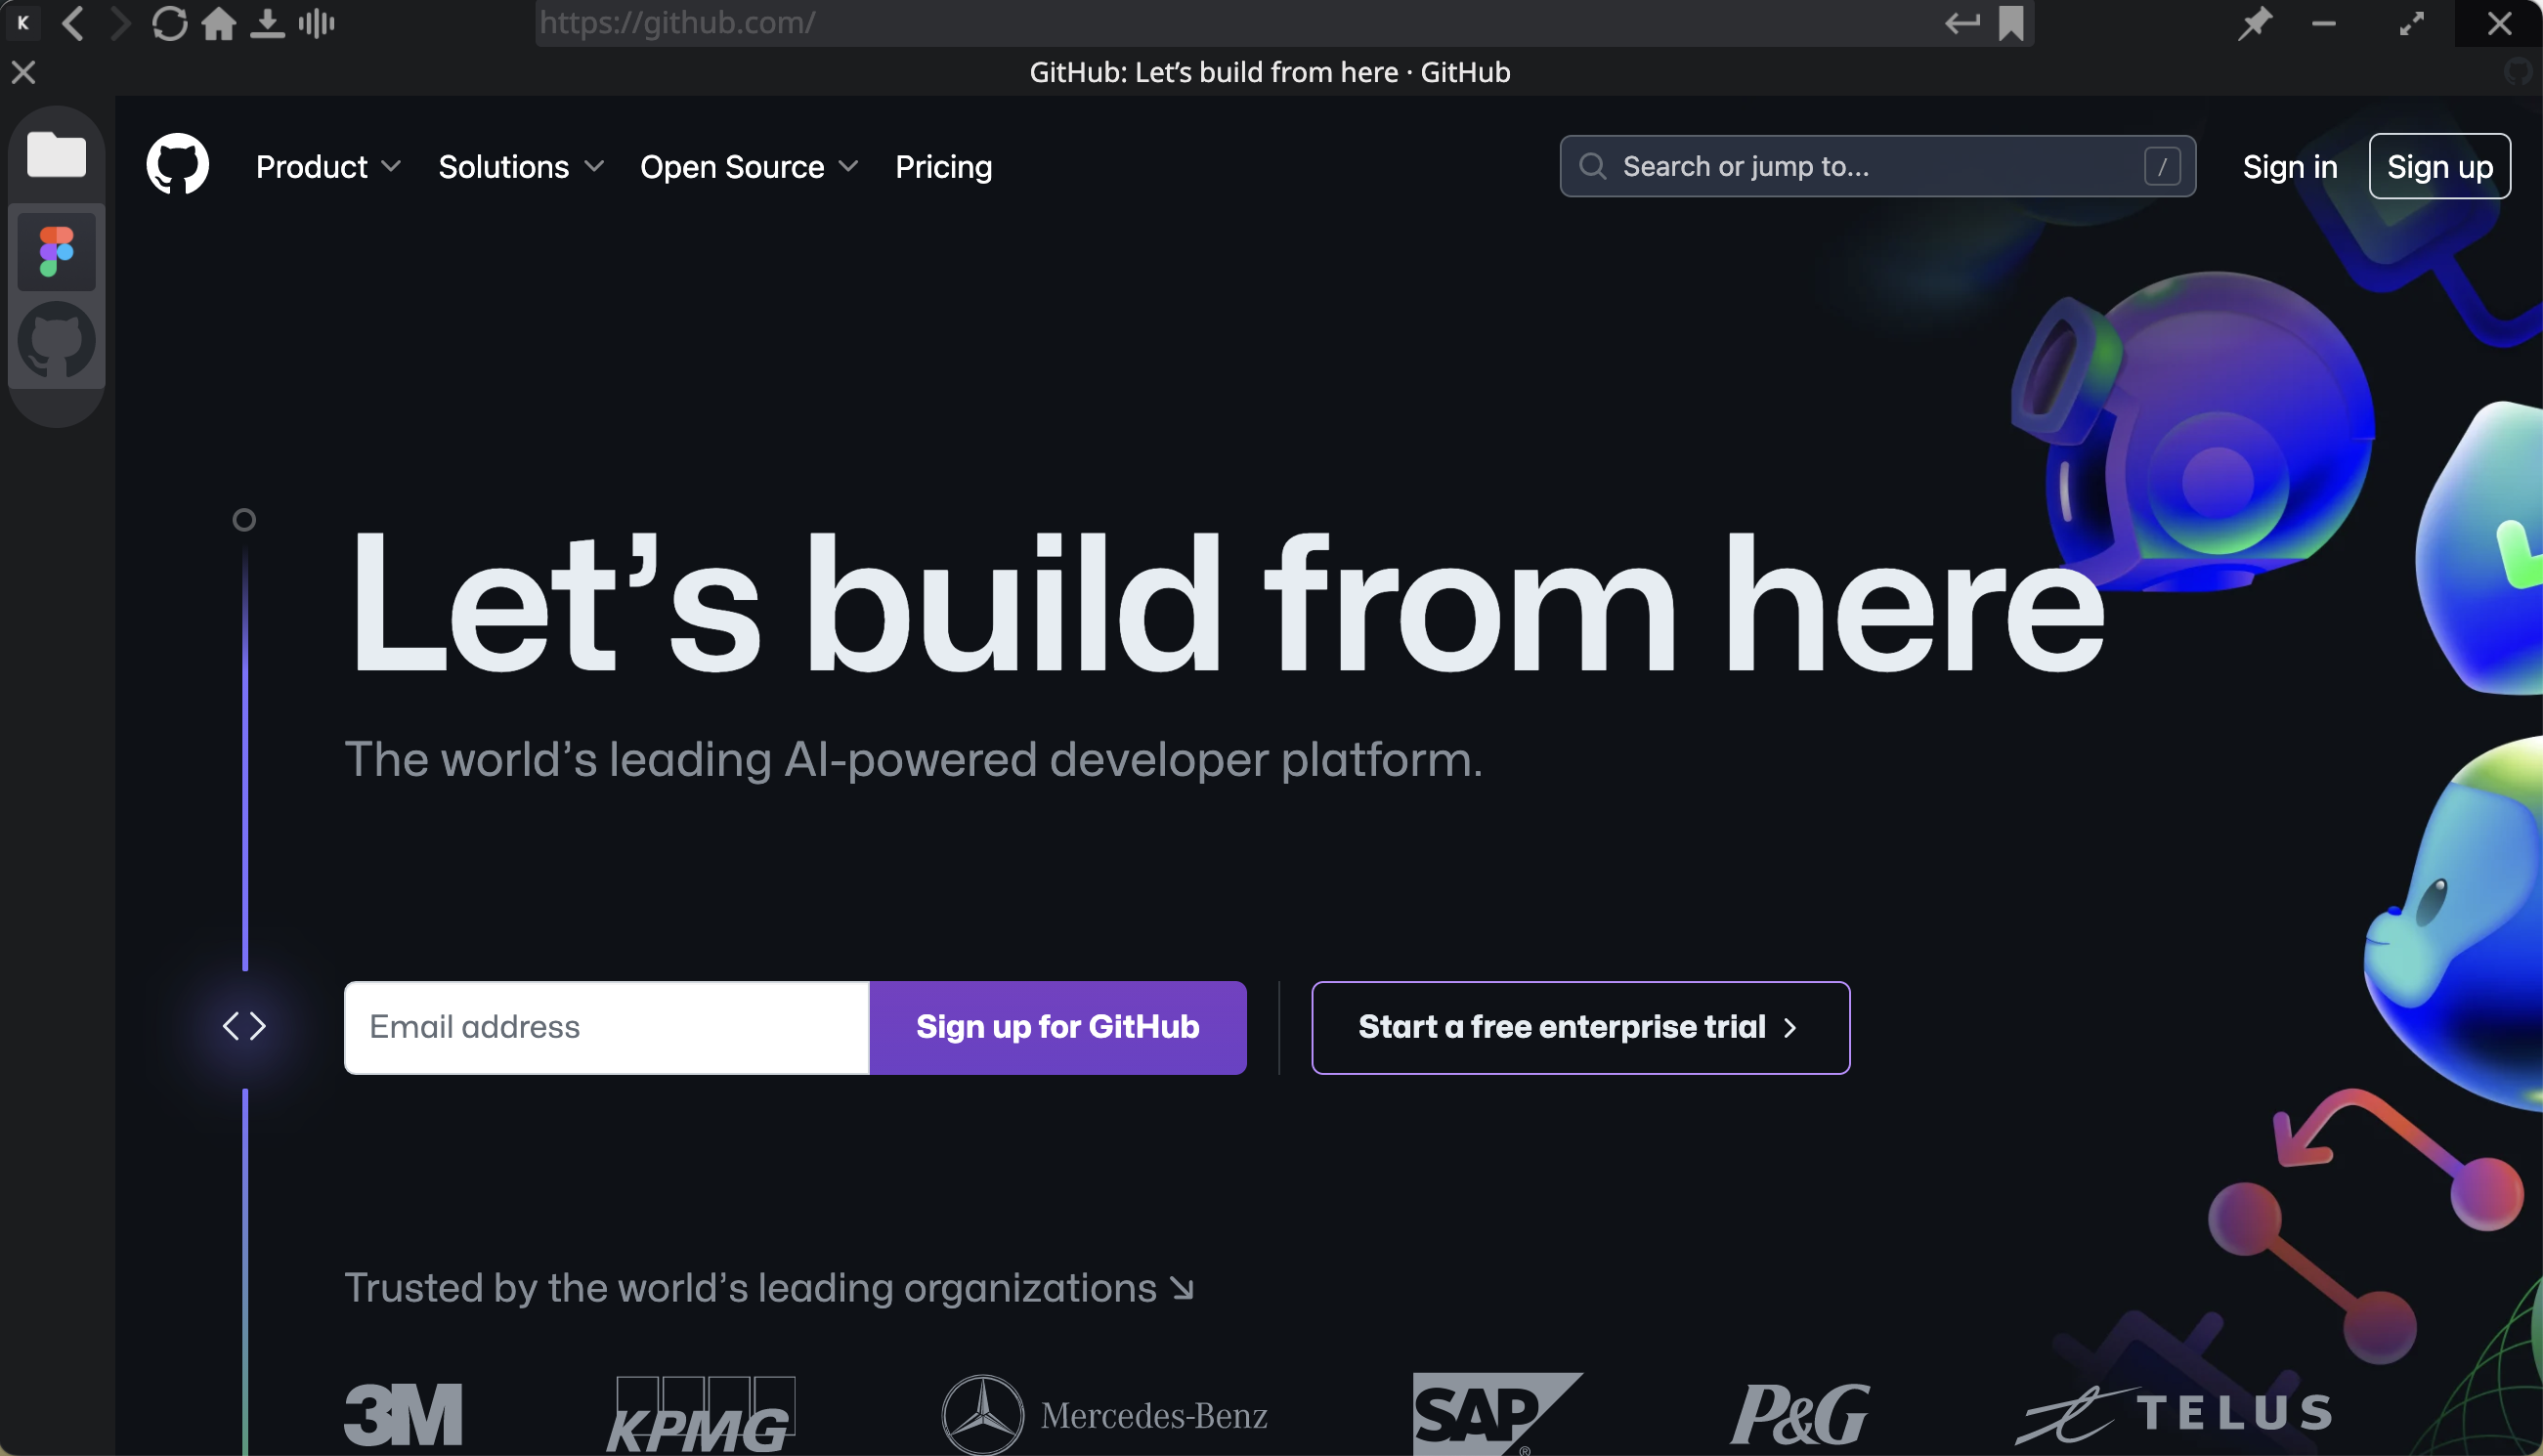 K
https://github.com/
GitHub: Let’s build from here · GitHub
Product Solutions Open Source Pricing Search or jump to... / Sign in Sign up
Let’s build from here
The world’s leading AI-powered developer platform.
Email address Sign up for GitHub Start a free enterprise trial
Trusted by the world’s leading organizations
3M KPMG Mercedes-Benz SAP ® P&G TELUS